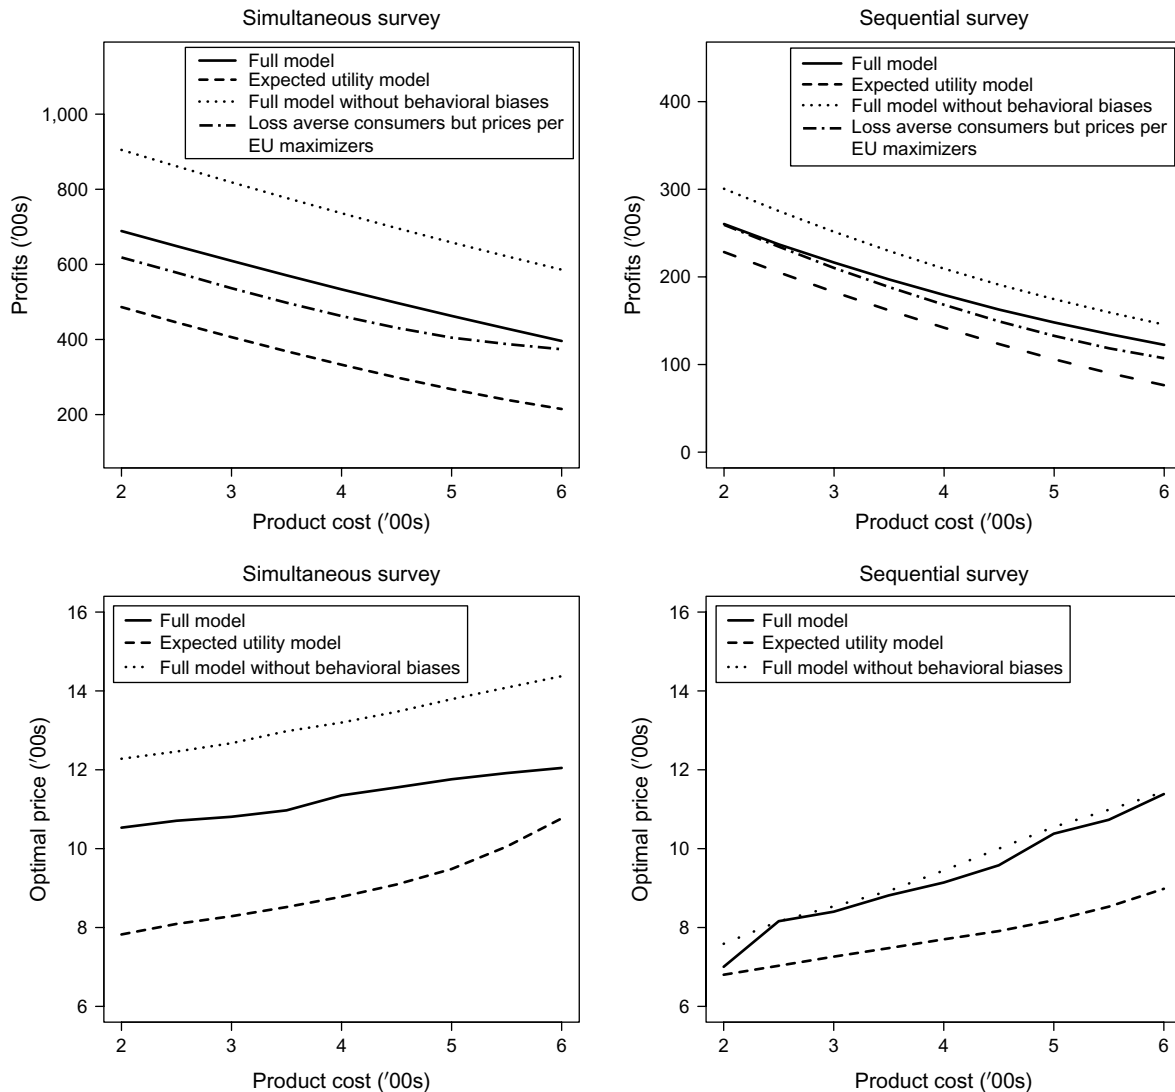 Simultaneous survey
Full model
Expected utility model
Full model without behavioral biases
Loss averse consumers but prices per
EU maximizers
1,000
800
600
400
200
Profits (′00s)
2 3 4 5 6
Product cost (′00s)
Sequential survey
Full model
Expected utility model
Full model without behavioral biases
Loss averse consumers but prices per
EU maximizers
400
300
200
100
0
Profits (′00s)
2 3 4 5 6
Product cost (′00s)
Simultaneous survey
Full model
Expected utility model
Full model without behavioral biases
16
14
12
10
8
6
Optimal price (′00s)
2 3 4 5 6
Product cost (′00s)
Sequential survey
Full model
Expected utility model
Full model without behavioral biases
16
14
12
10
8
6
Optimal price (′00s)
2 3 4 5 6
Product cost (′00s)